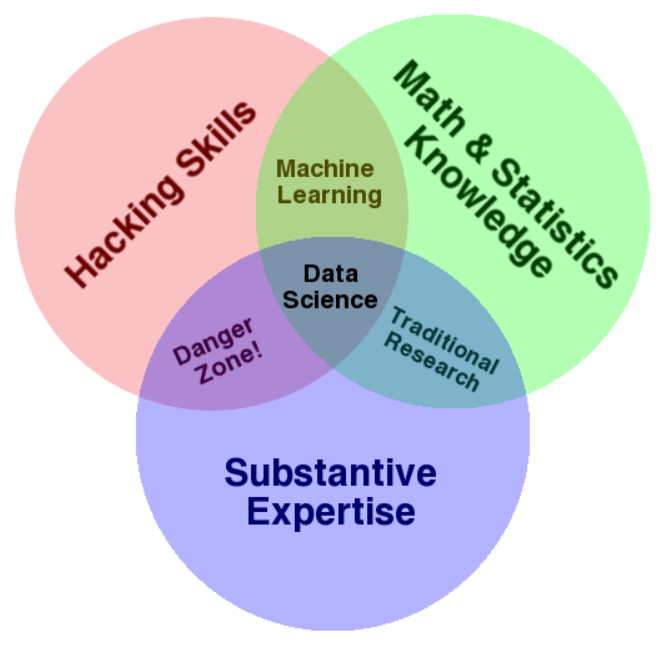 Hacking Skills
Math & Statistics
Knowledge
Machine
Learning
Data
Science
Danger
Zone!
Traditional
Research
Substantive
Expertise